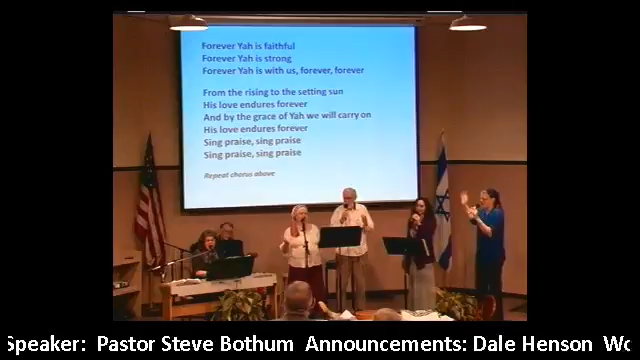 Forever Yah is faithful
Forever Yah is strong
Forever Yah is with us, forever, forever
From the rising to the setting sun
His love endures forever
And by the grace of Yah we will carry on
His love endures forever
Sing praise, sing praise
Sing praise, sing praise
Repeat chorus above
Speaker: Pastor Steve Bothum Announcements: Dale Henson